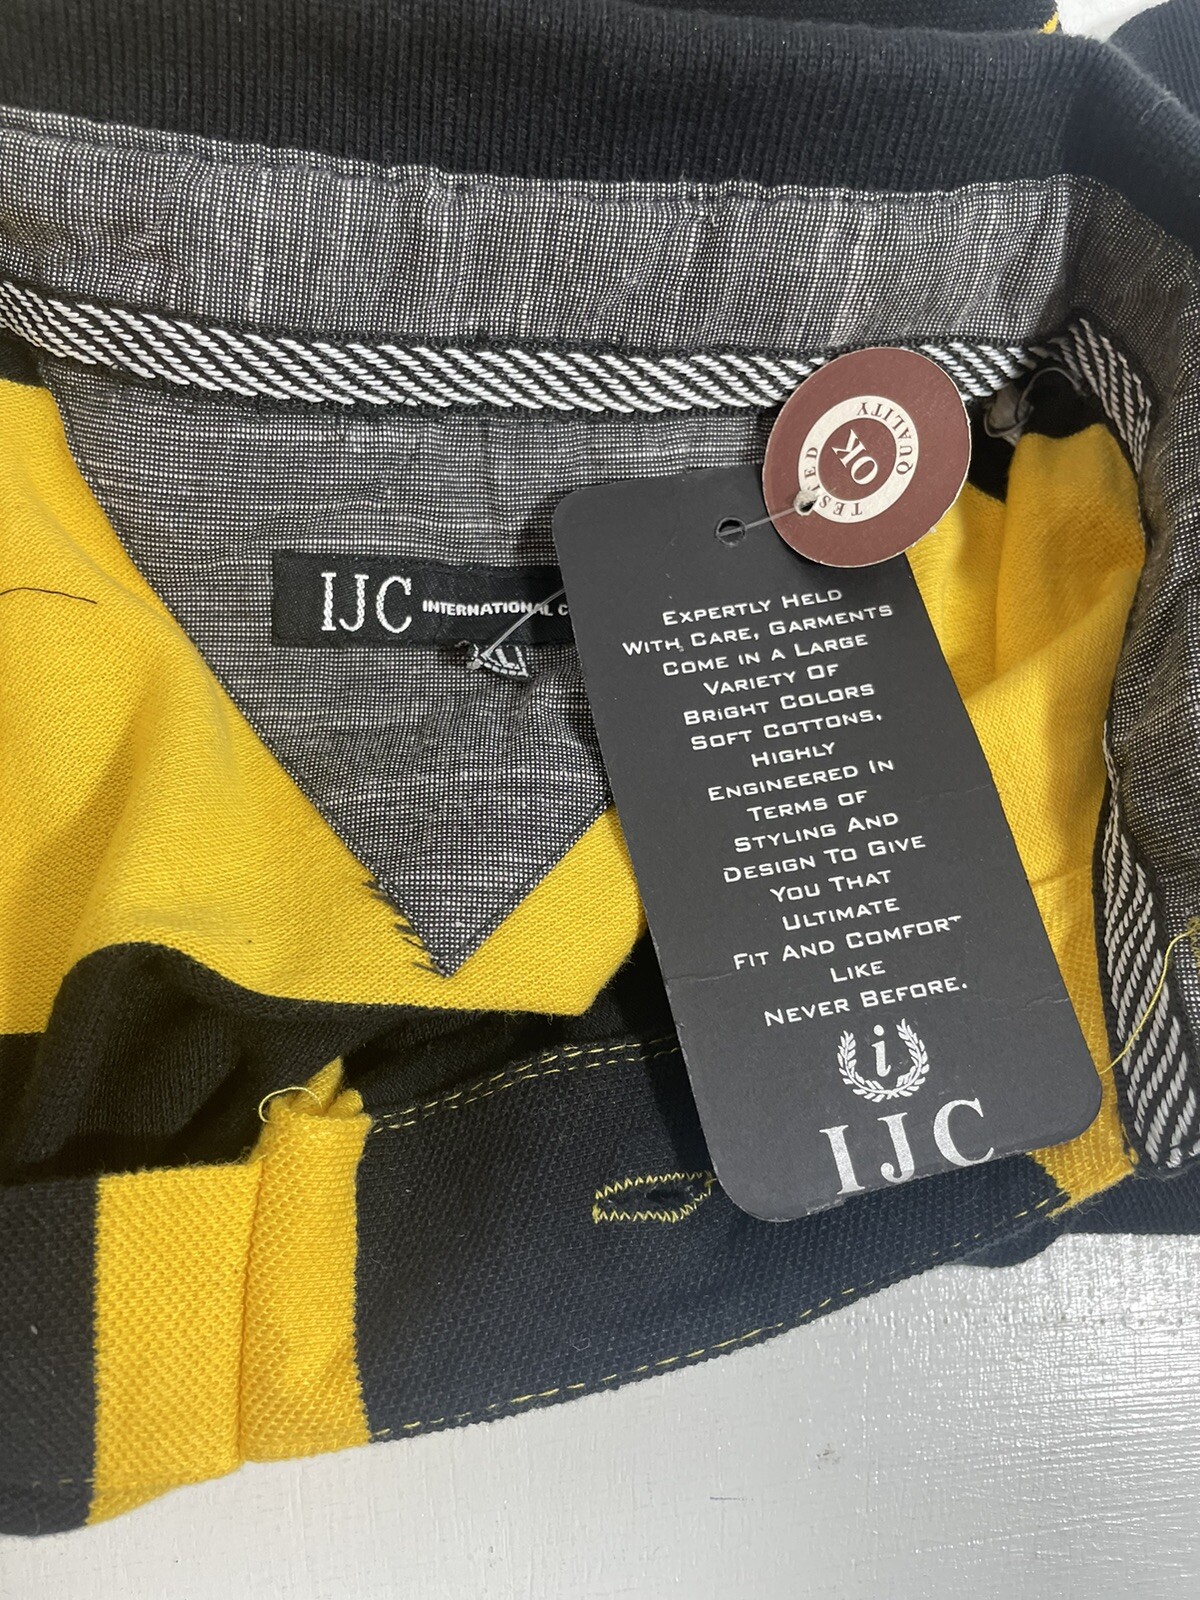 TESTED
QUALITY
OK
IJC INTERNATIONAL C
L
EXPERTLY HELD
WITH CARE, GARMENTS
COME IN A LARGE
VARIETY OF
BRIGHT COLORS
SOFT COTTONS,
HIGHLY
ENGINEERED IN
TERMS OF
STYLING AND
DESIGN TO GIVE
YOU THAT
ULTIMATE
FIT AND COMFORT
LIKE
NEVER BEFORE.
i
IJC